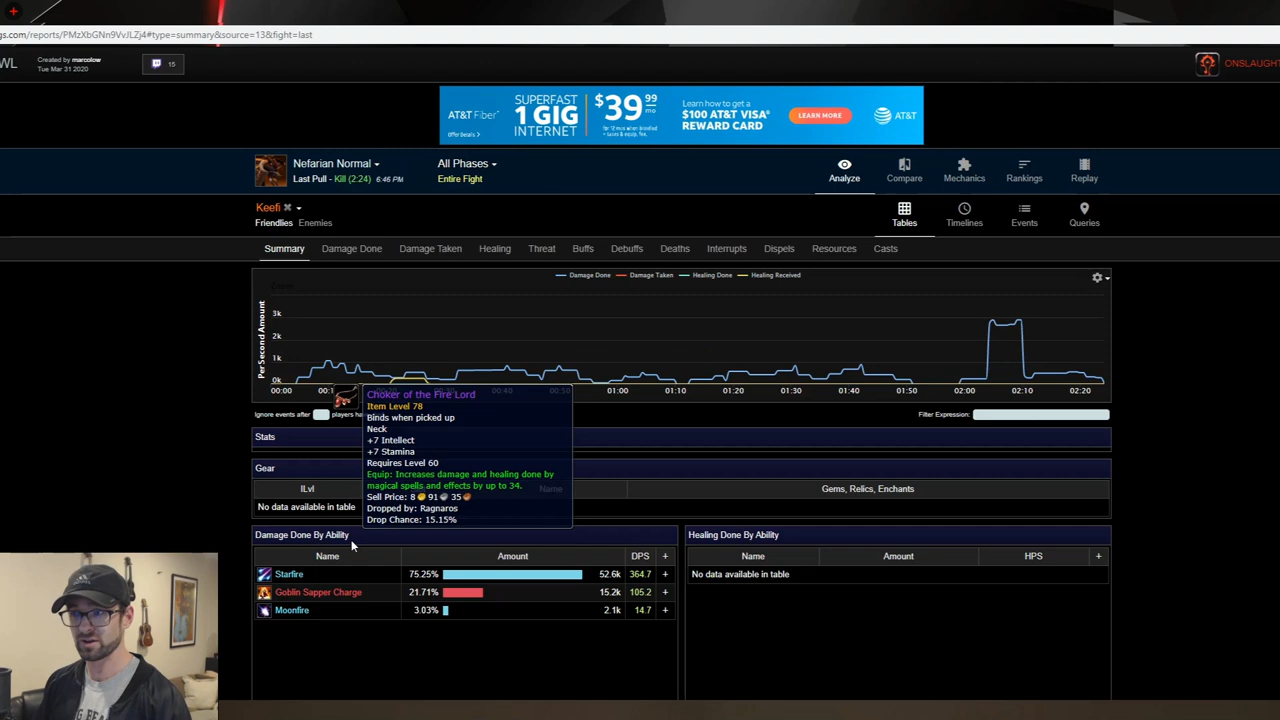 gs.com/reports/PMzXbGNn9VvJLZj4#type=summary&source=13&fight=last
WL
Created by marcolow
Tue Mar 31 2020
15
ONSLAUGHT
AT&T Fiber
Offer Details >
SUPERFAST
1 GIG
INTERNET
$39.99
mo
Learn how to get a
$100 AT&T VISA®
REWARD CARD
LEARN MORE
AT&T
Nefarian Normal
Last Pull - Kill (2:24) 6:46 PM
All Phases
Entire Fight
Analyze
Compare
Mechanics
Rankings
Replay
Keefi
Friendlies Enemies
Tables
Timelines
Events
Queries
Summary Damage Done Damage Taken Healing Threat Buffs Debuffs Deaths Interrupts Dispels Resources Casts
Damage Done Damage Taken Healing Done Healing Received
Per Second Amount
3k
2k
1k
0k
00:00 01:00 01:10 01:20 01:30 01:40 01:50 02:00 02:10 02:20
Choker of the Fire Lord
Item Level 78
Binds when picked up
Neck
+7 Intellect
+7 Stamina
Requires Level 60
Equip: Increases damage and healing done by
magical spells and effects by up to 34.
Sell Price: 8 91 35
Dropped by: Ragnaros
Drop Chance: 15.15%
Ignore events after players
Filter Expression:
Stats
Gear
ILvl Name Gems, Relics, Enchants
No data available in table
Damage Done By Ability
Name Amount DPS +
Starfire 75.25% 52.6k 364.7 +
Goblin Sapper Charge 21.71% 15.2k 105.2 +
Moonfire 3.03% 2.1k 14.7 +
Healing Done By Ability
Name Amount HPS +
No data available in table